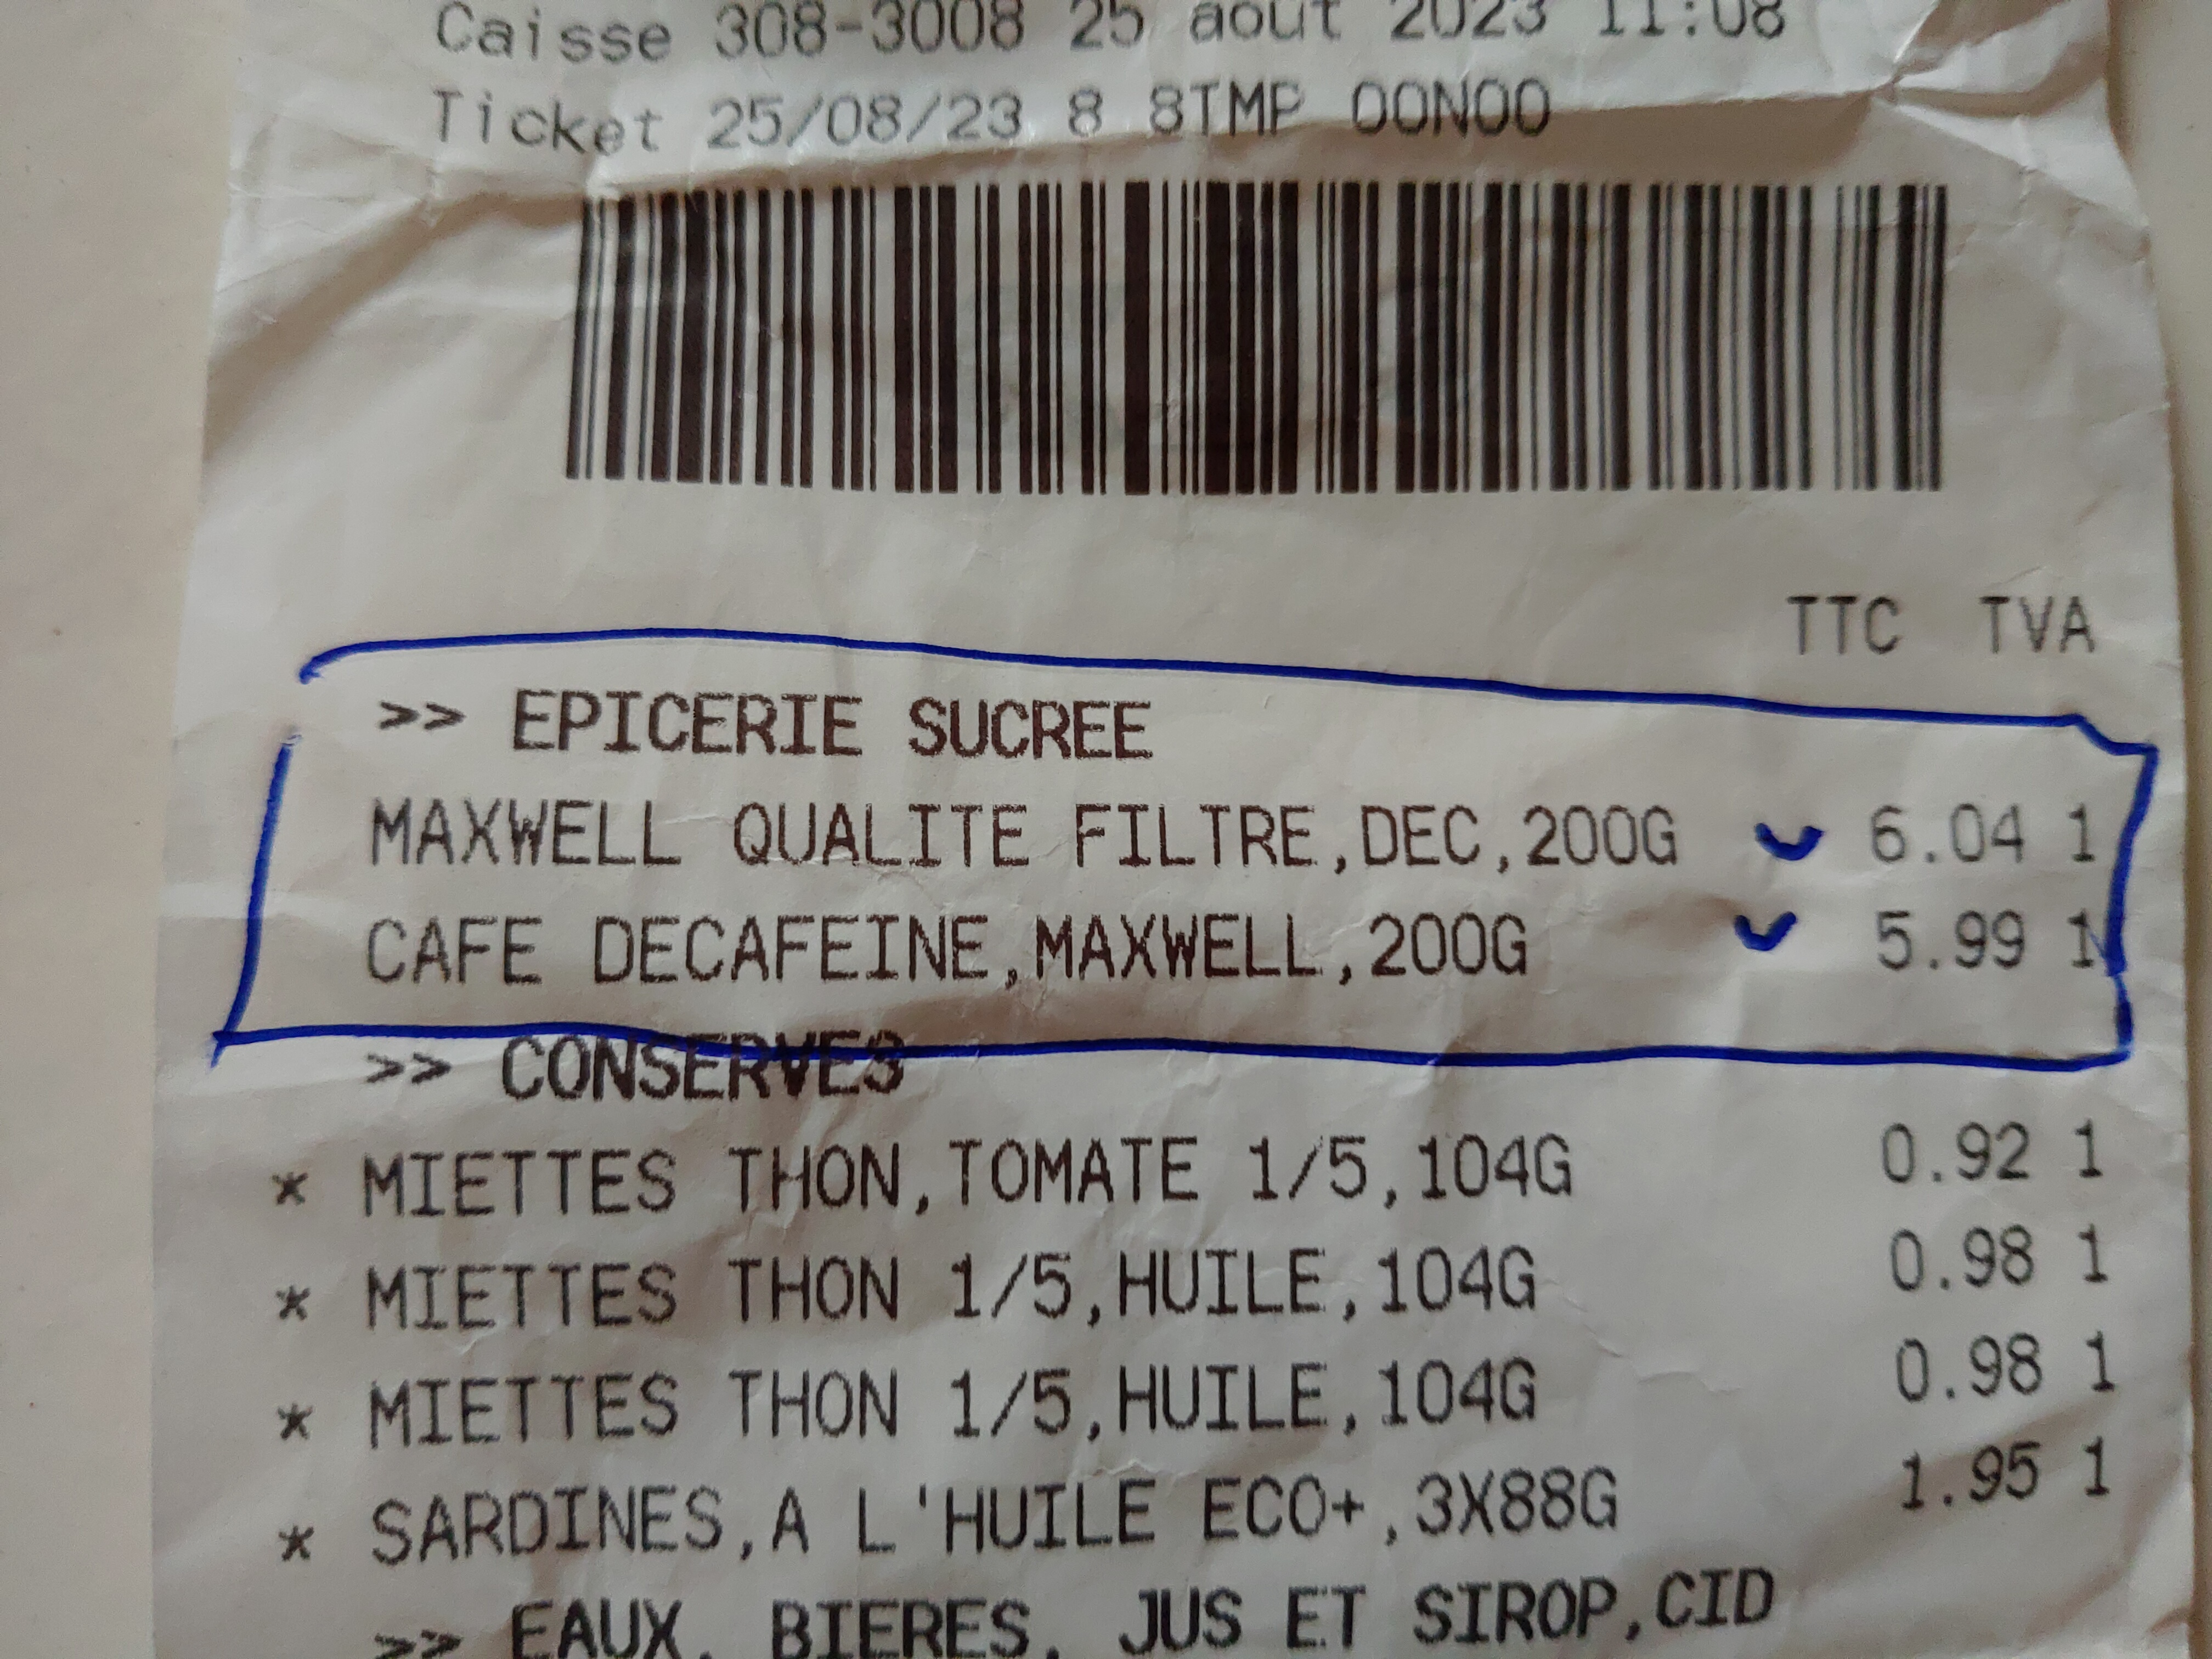 Caisse 308-3008 25 août 2023 11:08
Ticket 25/08/23 8 8TMP OON00
TTC TVA
>> EPICERIE SUCREE
MAXWELL QUALITE FILTRE,DEC,200G 6.04 1
CAFE DECAFEINE,MAXWELL,200G 5.99 1
>> CONSERVES
* MIETTES THON,TOMATE 1/5,104G 0.92 1
* MIETTES THON 1/5,HUILE,104G 0.98 1
* MIETTES THON 1/5,HUILE,104G 0.98 1
* SARDINES,A L'HUILE ECO+,3X88G 1.95 1
>> EAUX, BIERES, JUS ET SIROP,CID